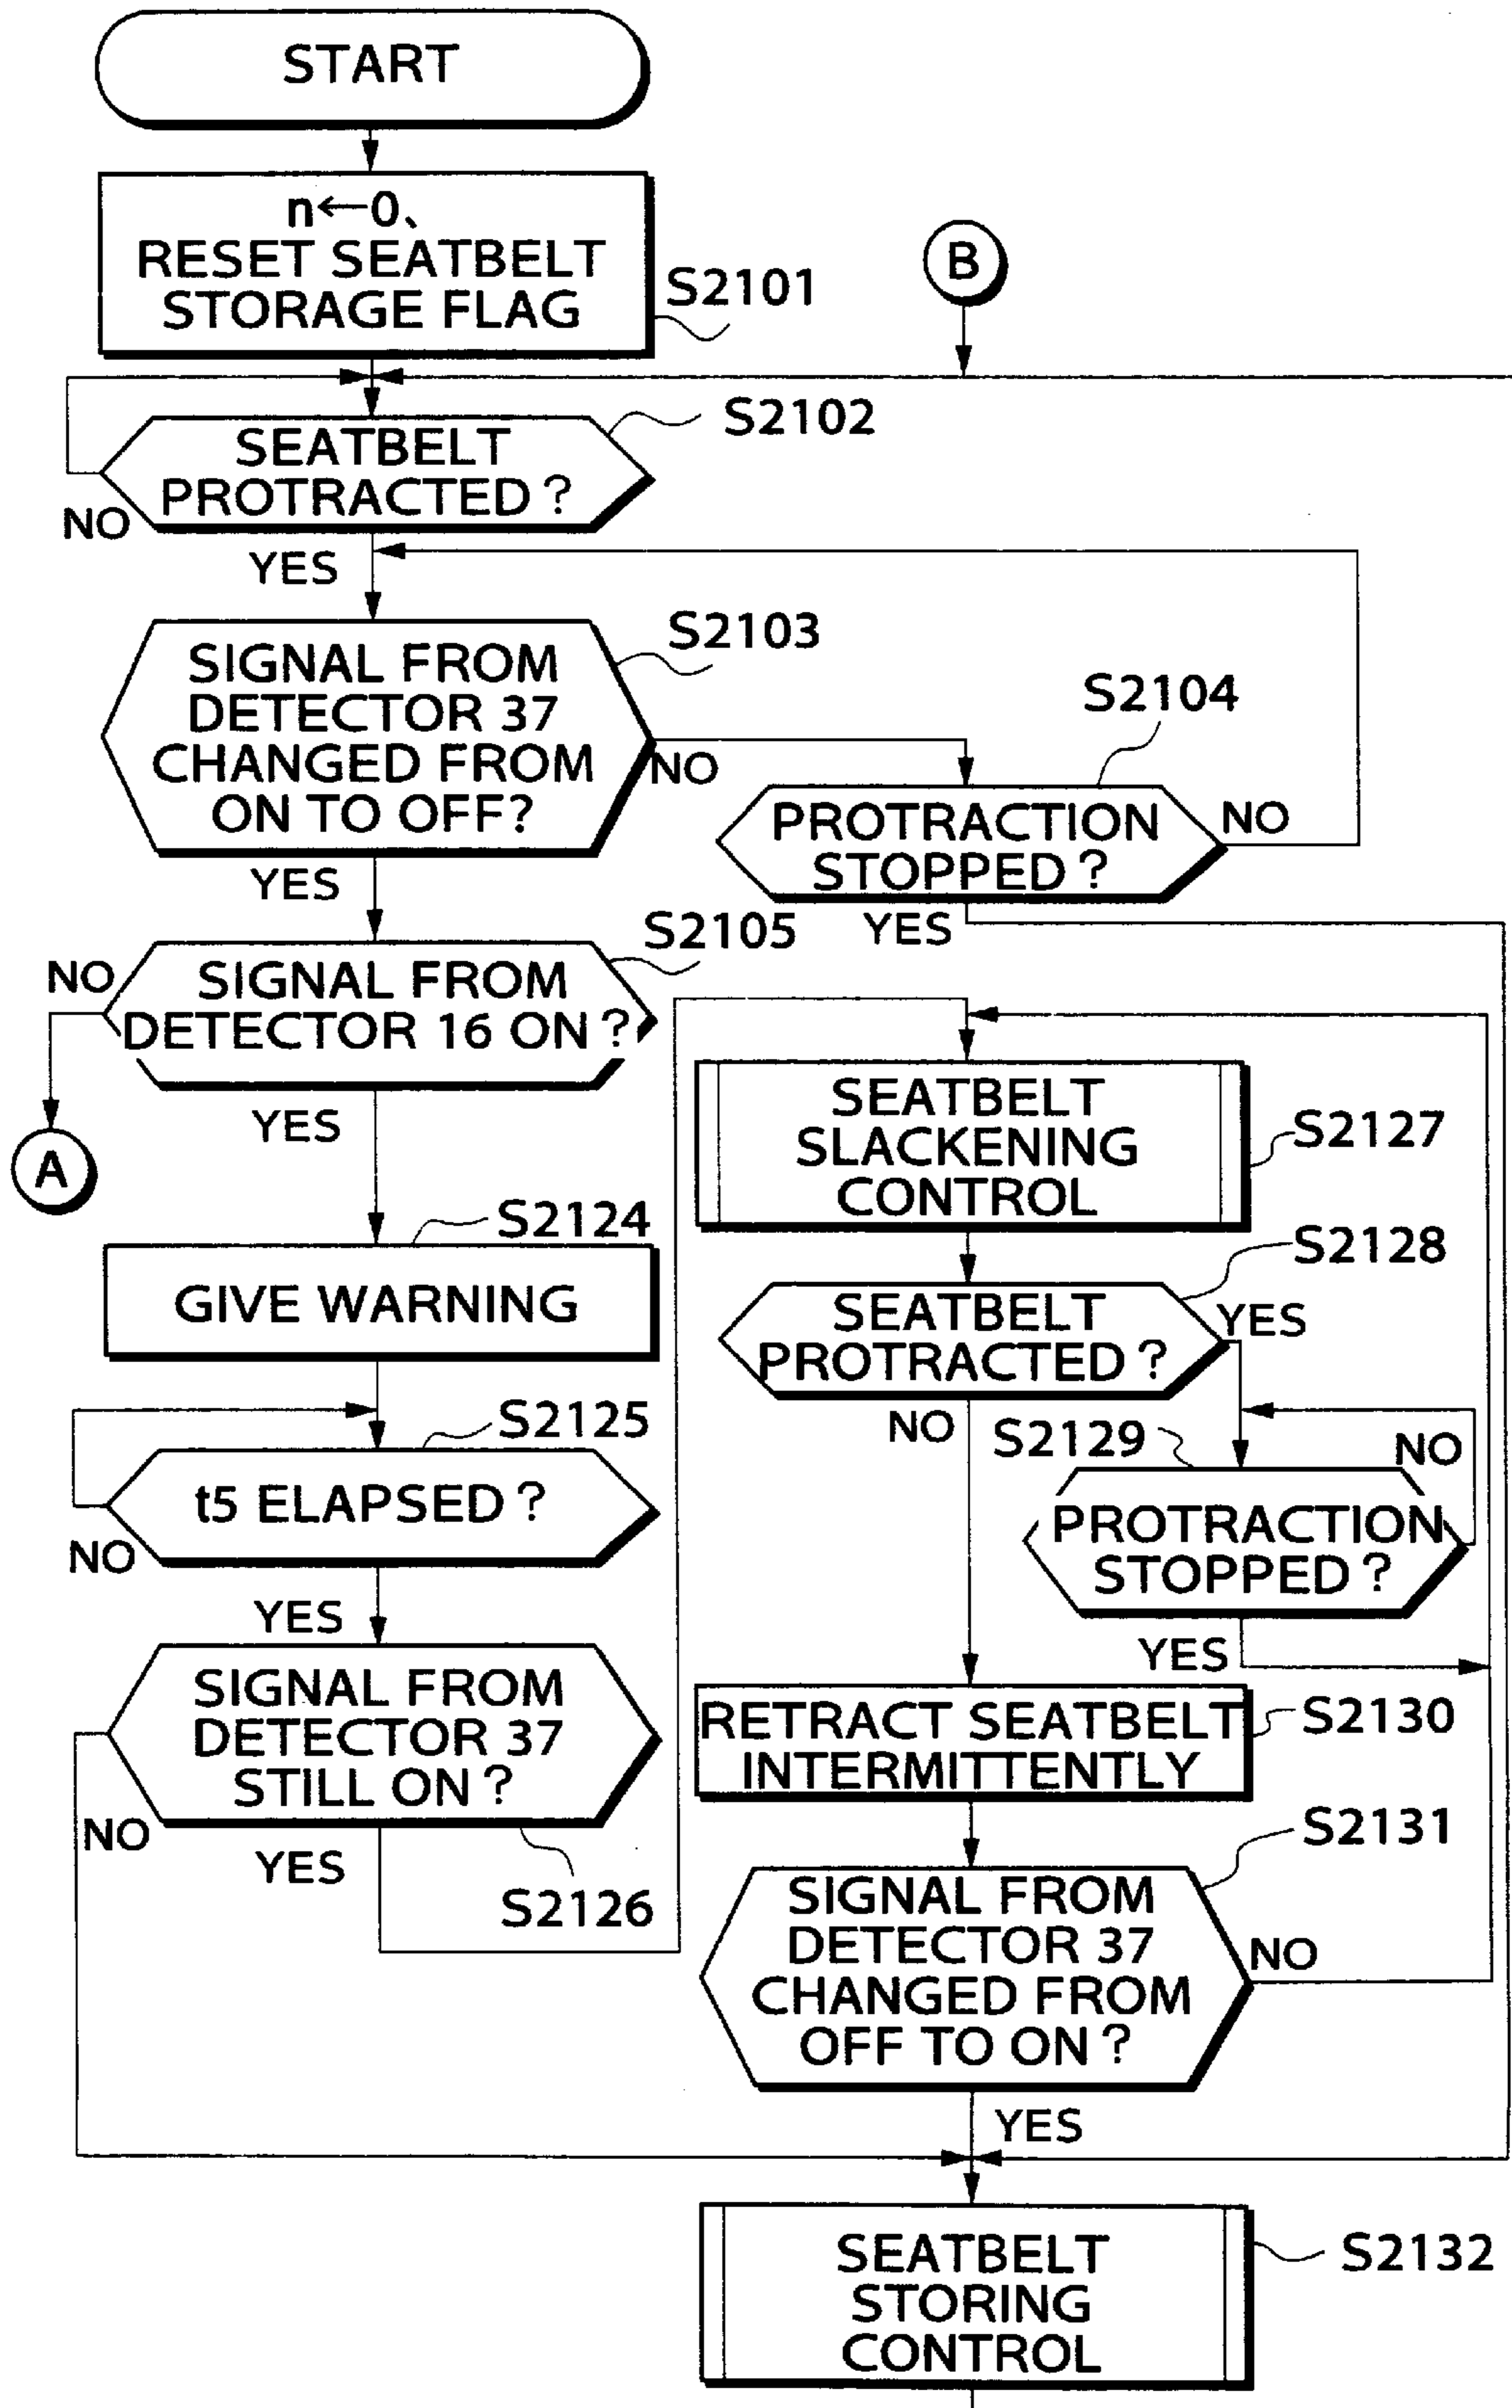 START
n←0、
RESET SEATBELT
STORAGE FLAG
S2101
B
S2102
SEATBELT
PROTRACTED?
NO
YES
S2103
SIGNAL FROM
DETECTOR 37
CHANGED FROM
ON TO OFF?
NO
YES
S2104
PROTRACTION
STOPPED?
NO
YES
S2105
SIGNAL FROM
DETECTOR 16 ON?
NO
A
YES
S2124
GIVE WARNING
S2125
t5 ELAPSED?
NO
YES
SIGNAL FROM
DETECTOR 37
STILL ON?
NO
YES
S2126
SEATBELT
SLACKENING
CONTROL
S2127
S2128
SEATBELT
PROTRACTED?
YES
NO
S2129
NO
PROTRACTION
STOPPED?
YES
RETRACT SEATBELT
INTERMITTENTLY
S2130
S2131
SIGNAL FROM
DETECTOR 37
CHANGED FROM
OFF TO ON?
NO
YES
SEATBELT
STORING
CONTROL
S2132